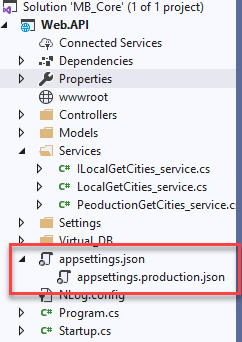 Solution 'MB_Core' (1 of 1 project)
Web.API
Connected Services
Dependencies
Properties
wwwroot
Controllers
Models
Services
ILocalGetCities_service.cs
LocalGetCities_service.cs
PeoductionGetCities_service.cs
Settings
Virtual_DB
appsettings.json
appsettings.production.json
NLog.config
Program.cs
Startup.cs